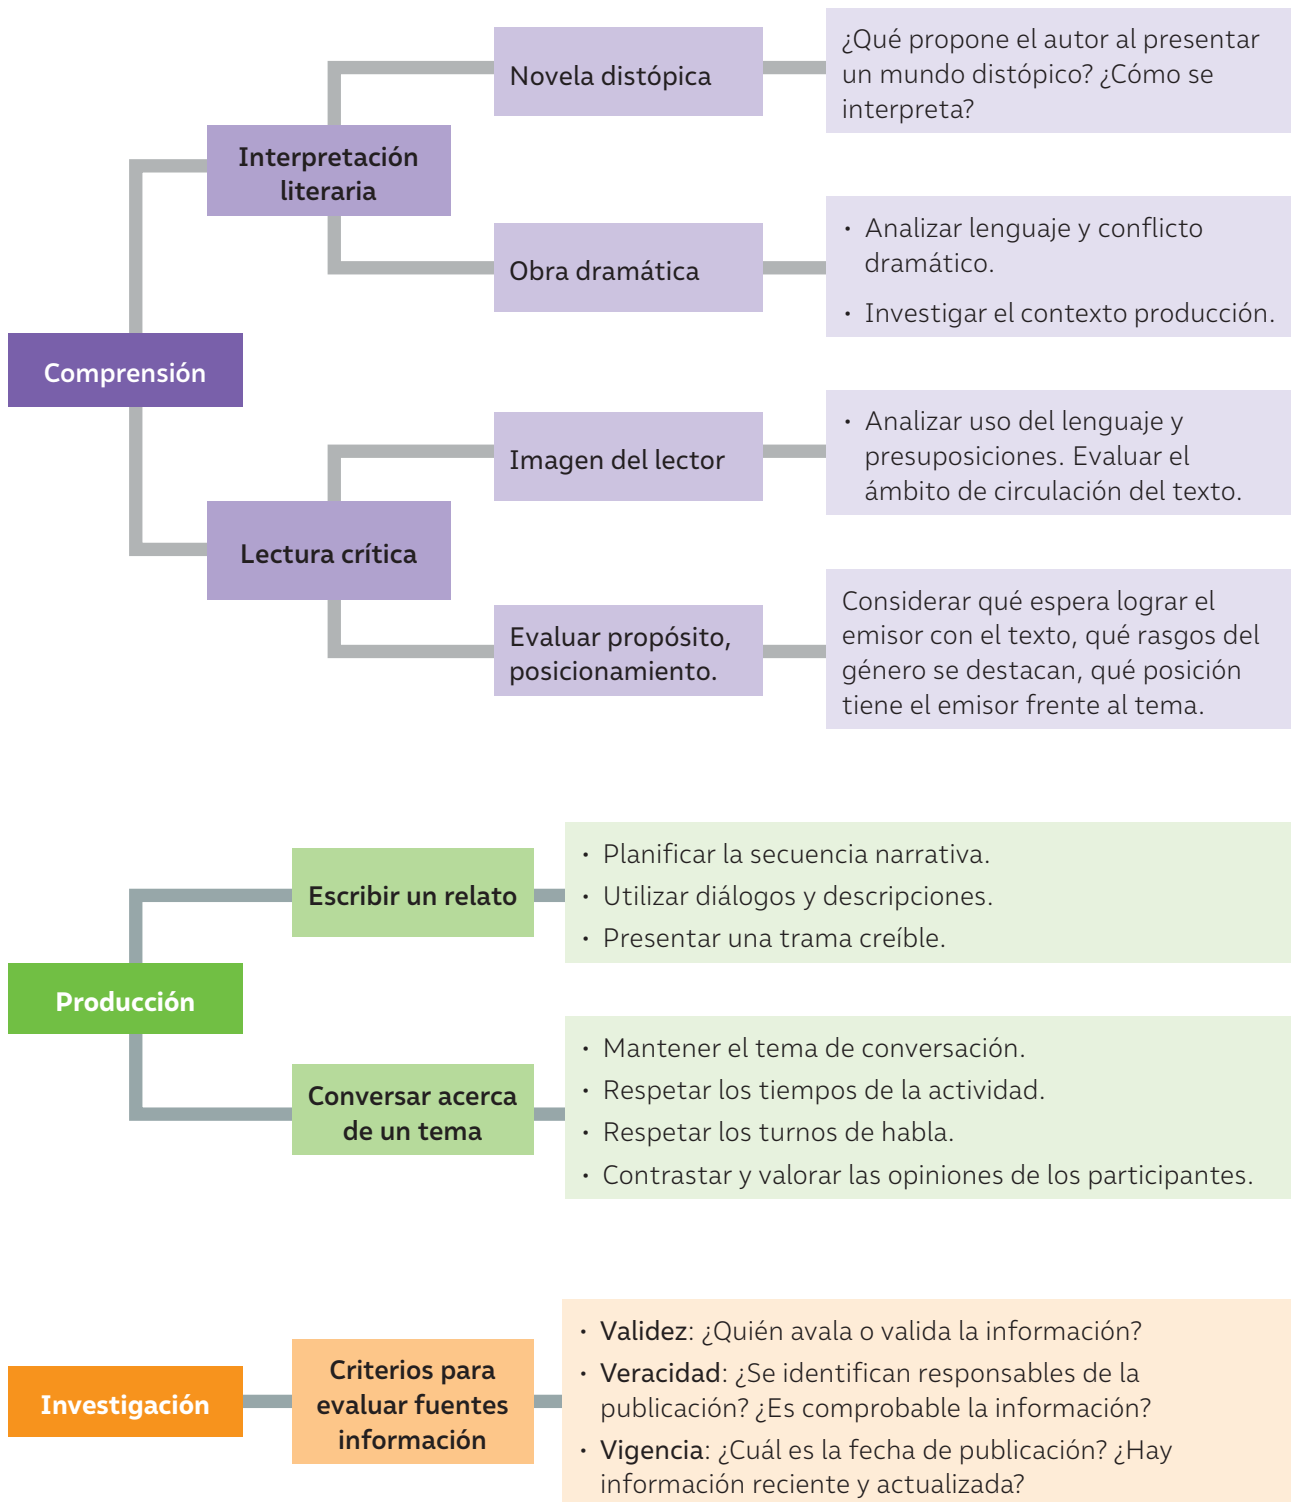 Novela distópica
¿Qué propone el autor al presentar
un mundo distópico? ¿Cómo se
interpreta?
Interpretación
literaria
Obra dramática
• Analizar lenguaje y conflicto
dramático.
• Investigar el contexto producción.
Comprensión
Imagen del lector
• Analizar uso del lenguaje y
presuposiciones. Evaluar el
ámbito de circulación del texto.
Lectura crítica
Evaluar propósito,
posicionamiento.
Considerar qué espera lograr el
emisor con el texto, qué rasgos del
género se destacan, qué posición
tiene el emisor frente al tema.
Escribir un relato
• Planificar la secuencia narrativa.
• Utilizar diálogos y descripciones.
• Presentar una trama creíble.
Producción
Conversar acerca
de un tema
• Mantener el tema de conversación.
• Respetar los tiempos de la actividad.
• Respetar los turnos de habla.
• Contrastar y valorar las opiniones de los participantes.
Investigación
Criterios para
evaluar fuentes
información
• Validez: ¿Quién avala o valida la información?
• Veracidad: ¿Se identifican responsables de la
publicación? ¿Es comprobable la información?
• Vigencia: ¿Cuál es la fecha de publicación? ¿Hay
información reciente y actualizada?